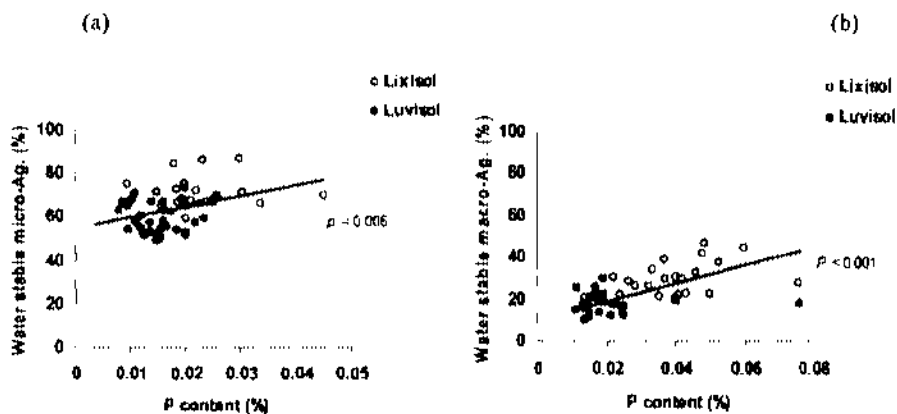 (a)
Lixisol
Luvisol
Water stable micro-Ag. (%)
100
80
60
40
20
0
p = 0.006
0 0.01 0.02 0.03 0.04 0.05
P content (%)
(b)
Lixisol
Luvisol
Water stable macro-Ag. (%)
100
80
60
40
20
0
p < 0.001
0 0.02 0.04 0.06 0.08
P content (%)